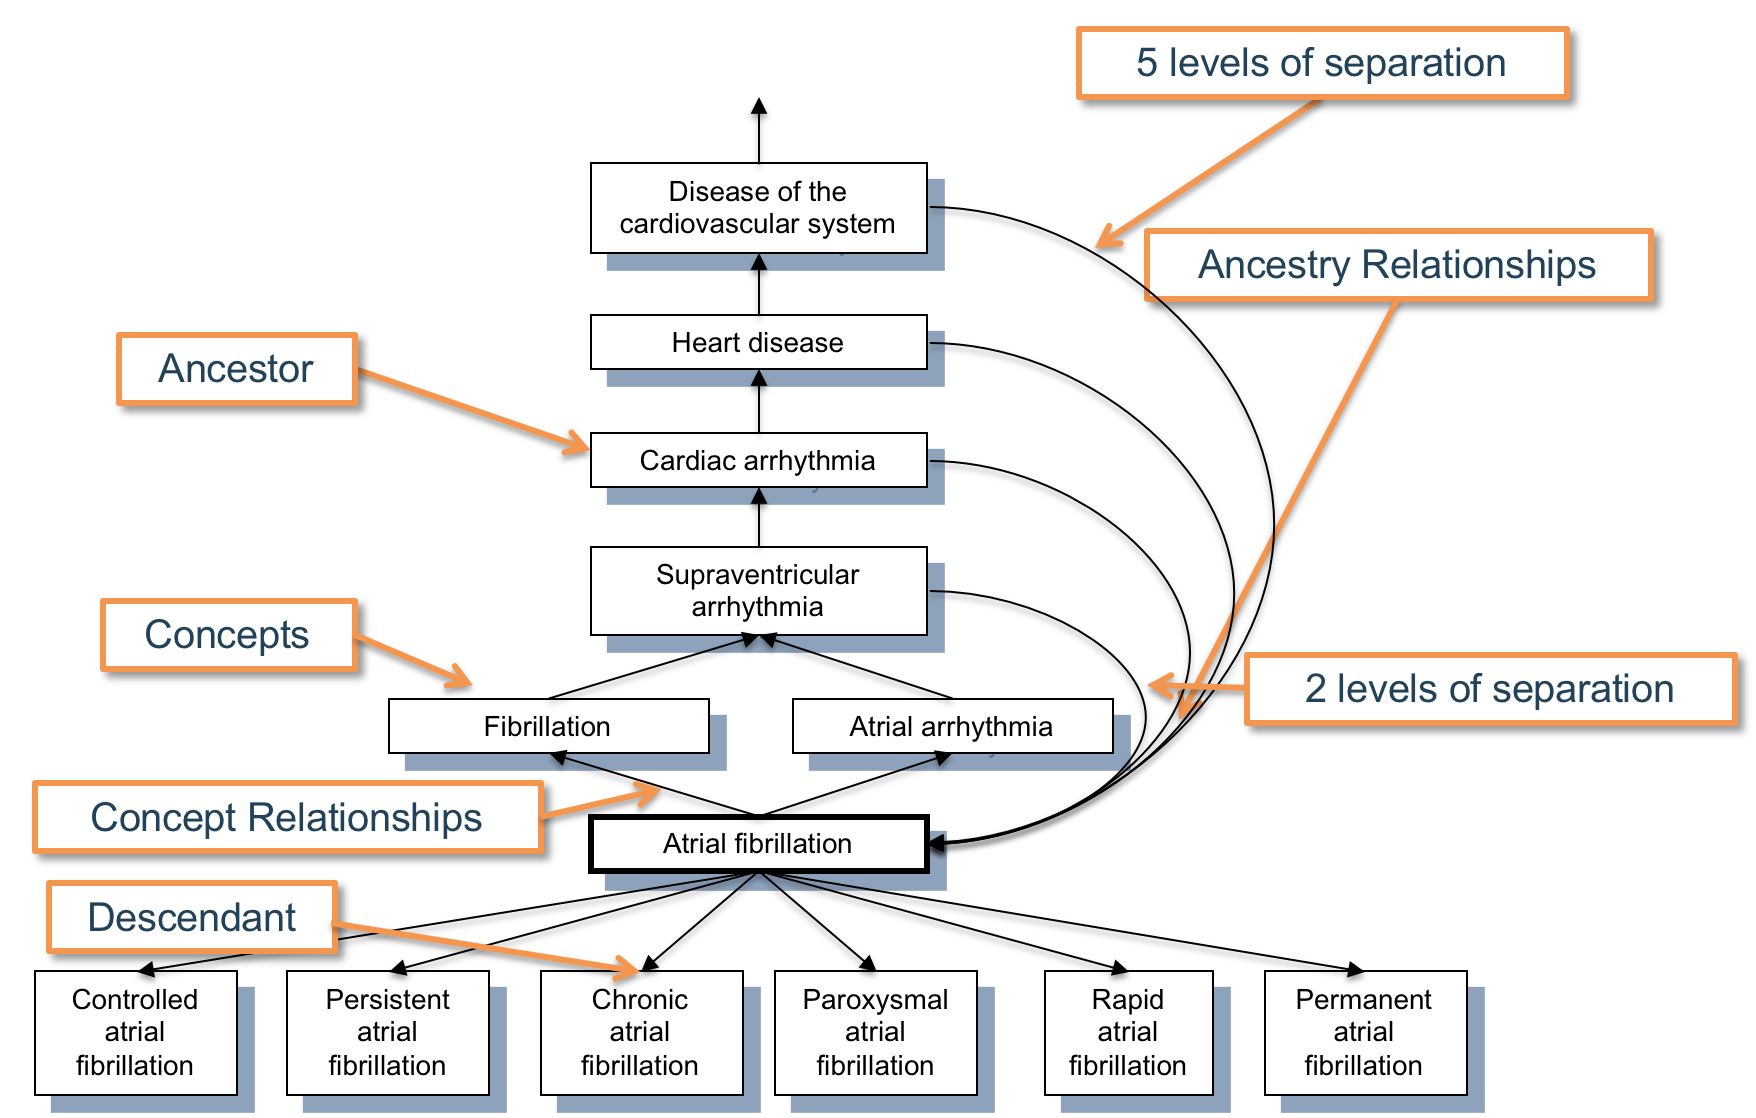 5 levels of separation
Disease of the
cardiovascular system
Ancestry Relationships
Heart disease
Ancestor
Cardiac arrhythmia
Supraventricular
arrhythmia
Concepts
2 levels of separation
Fibrillation
Atrial arrhythmia
Concept Relationships
Atrial fibrillation
Descendant
Controlled
atrial
fibrillation
Persistent
atrial
fibrillation
Chronic
atrial
fibrillation
Paroxysmal
atrial
fibrillation
Rapid
atrial
fibrillation
Permanent
atrial
fibrillation